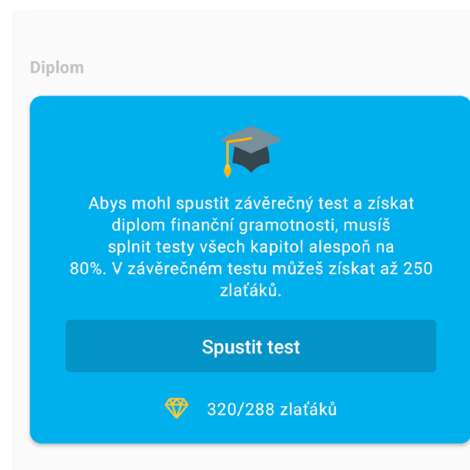 Diplom
Abys mohl spustit závěrečný test a získat
diplom finanční gramotnosti, musíš
splnit testy všech kapitol alespoň na
80%. V závěrečném testu můžeš získat až 250
zlaťáků.
Spustit test
320/288 zlaťáků